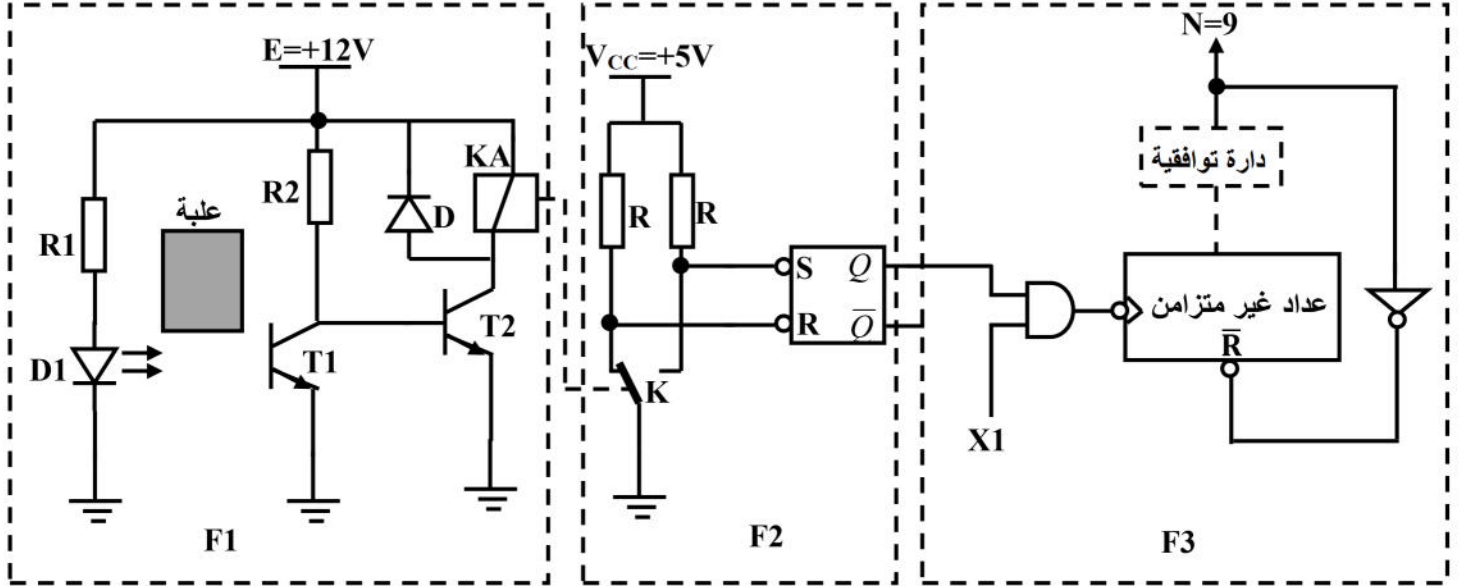 E=+12V
R1
علبة
R2
D
KA
D1
T1
T2
F1
V_CC=+5V
R
R
S Q
R Q̅
K
F2
N=9
دارة توافقية
عداد غير متزامن
R̅
X1
F3